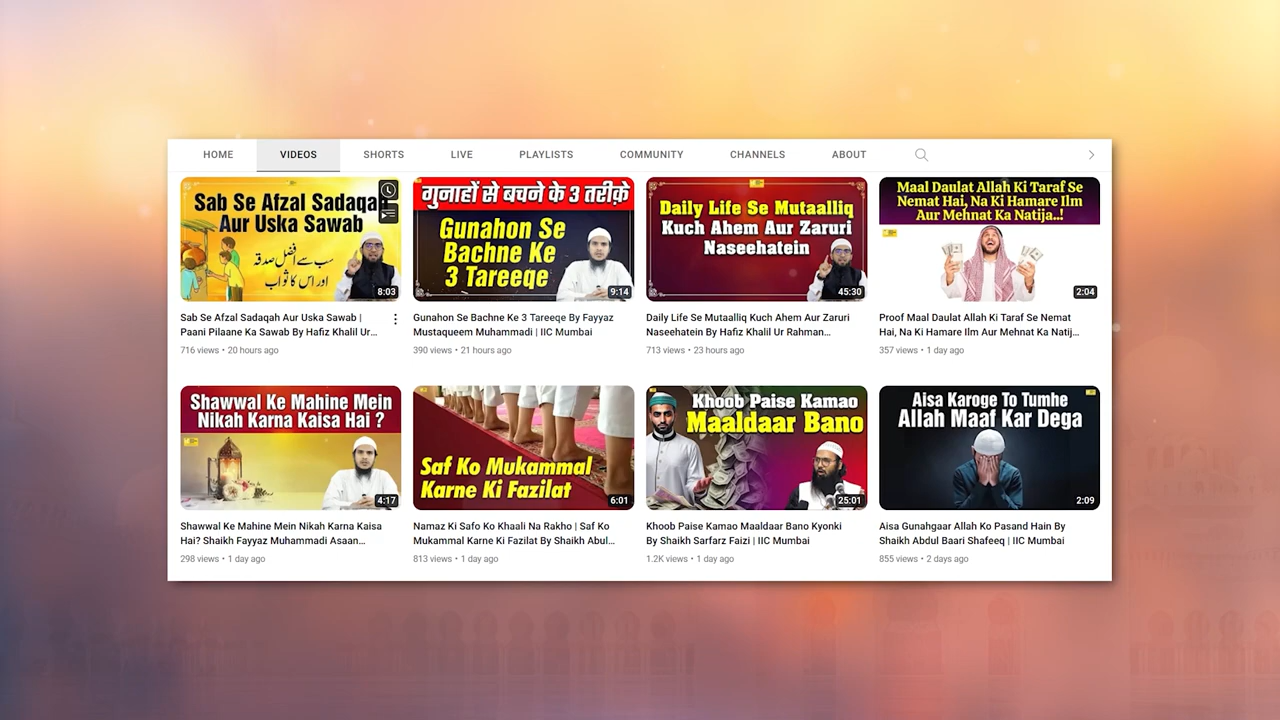 HOME VIDEOS SHORTS LIVE PLAYLISTS COMMUNITY CHANNELS ABOUT
Sab Se Afzal Sadaqah
Aur Uska Sawab
سب سے افضل صدقہ
اور اس کا ثواب
8:03
Sab Se Afzal Sadaqah Aur Uska Sawab |
Paani Pilaane Ka Sawab By Hafiz Khalil Ur...
716 views • 20 hours ago
गुनाहों से बचने के 3 तरीक़े
Gunahon Se
Bachne Ke
3 Tareeqe
9:14
Gunahon Se Bachne Ke 3 Tareeqe By Fayyaz
Mustaqueem Muhammadi | IIC Mumbai
390 views • 21 hours ago
Daily Life Se Mutaalliq
Kuch Ahem Aur Zaruri
Naseehatein
45:30
Daily Life Se Mutaalliq Kuch Ahem Aur Zaruri
Naseehatein By Hafiz Khalil Ur Rahman...
713 views • 23 hours ago
Maal Daulat Allah Ki Taraf Se
Nemat Hai, Na Ki Hamare Ilm
Aur Mehnat Ka Natija..!
2:04
Proof Maal Daulat Allah Ki Taraf Se Nemat
Hai, Na Ki Hamare Ilm Aur Mehnat Ka Natij...
357 views • 1 day ago
Shawwal Ke Mahine Mein
Nikah Karna Kaisa Hai ?
4:17
Shawwal Ke Mahine Mein Nikah Karna Kaisa
Hai? Shaikh Fayyaz Muhammadi Asaan...
298 views • 1 day ago
Saf Ko Mukammal
Karne Ki Fazilat
6:01
Namaz Ki Safo Ko Khaali Na Rakho | Saf Ko
Mukammal Karne Ki Fazilat By Shaikh Abul...
813 views • 1 day ago
Khoob Paise Kamao
Maaldaar Bano
25:01
Khoob Paise Kamao Maaldaar Bano Kyonki
By Shaikh Sarfarz Faizi | IIC Mumbai
1.2K views • 1 day ago
Aisa Karoge To Tumhe
Allah Maaf Kar Dega
2:09
Aisa Gunahgaar Allah Ko Pasand Hain By
Shaikh Abdul Baari Shafeeq | IIC Mumbai
855 views • 2 days ago